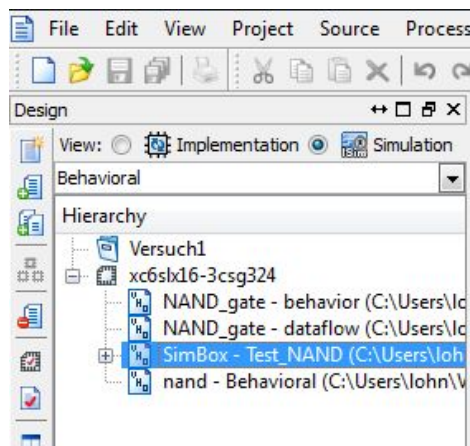 File Edit View Project Source Process
Design
View: Implementation Simulation
Behavioral
Hierarchy
Versuch1
xc6slx16-3csg324
NAND_gate - behavior (C:\Users\lo
NAND_gate - dataflow (C:\Users\lo
SimBox - Test_NAND (C:\Users\loh
nand - Behavioral (C:\Users\lohn\V